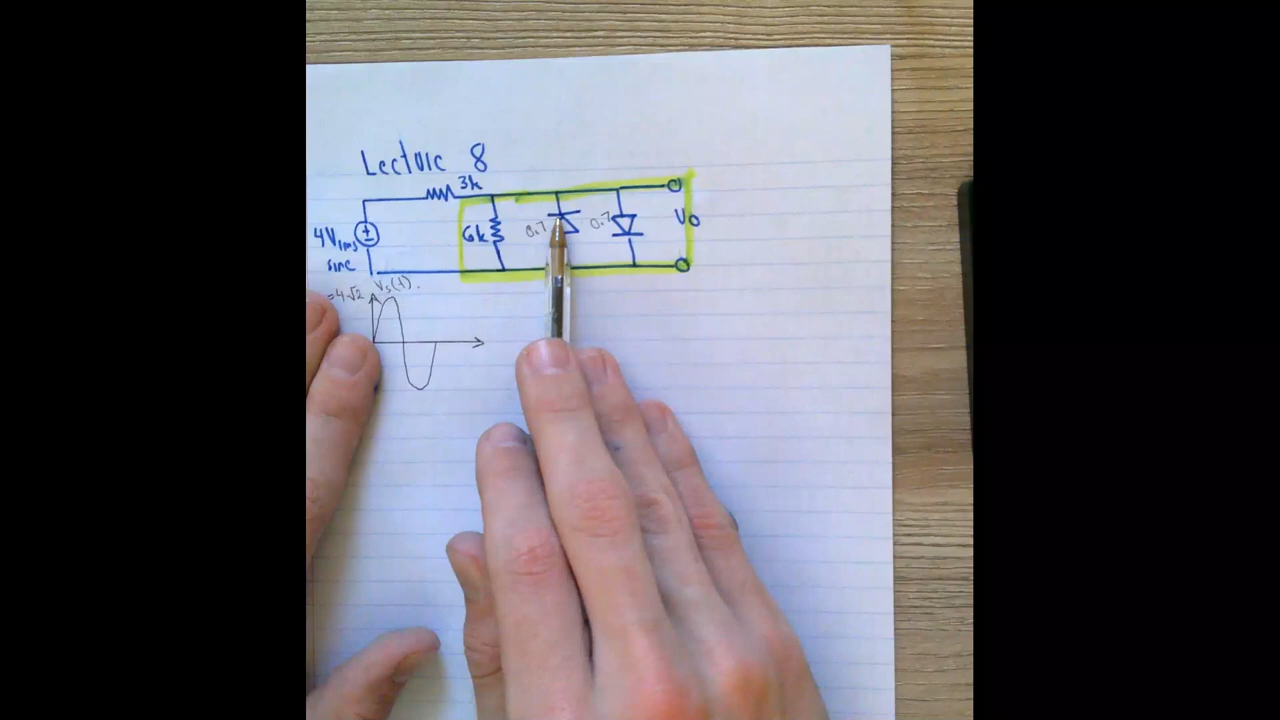 Lecture 8
3k
6k
0.7
0.7
Vo
4Vrms
sine
=4√2
Vs(t)